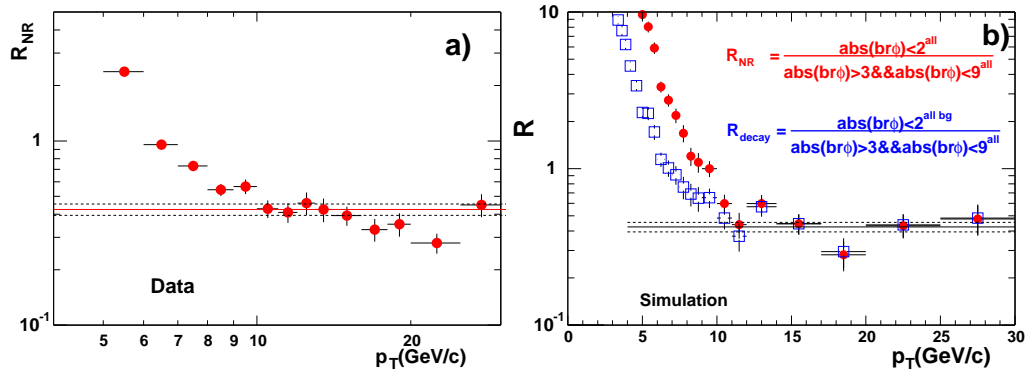 R_NR
a)
1
10^-1
Data
5 6 7 8 9 10 20
p_T(GeV/c)
R
b)
10
1
10^-1
R_NR = abs(brφ)<2^all
abs(brφ)>3&&abs(brφ)<9^all
R_decay = abs(brφ)<2^all bg
abs(brφ)>3&&abs(brφ)<9^all
Simulation
0 5 10 15 20 25 30
p_T(GeV/c)